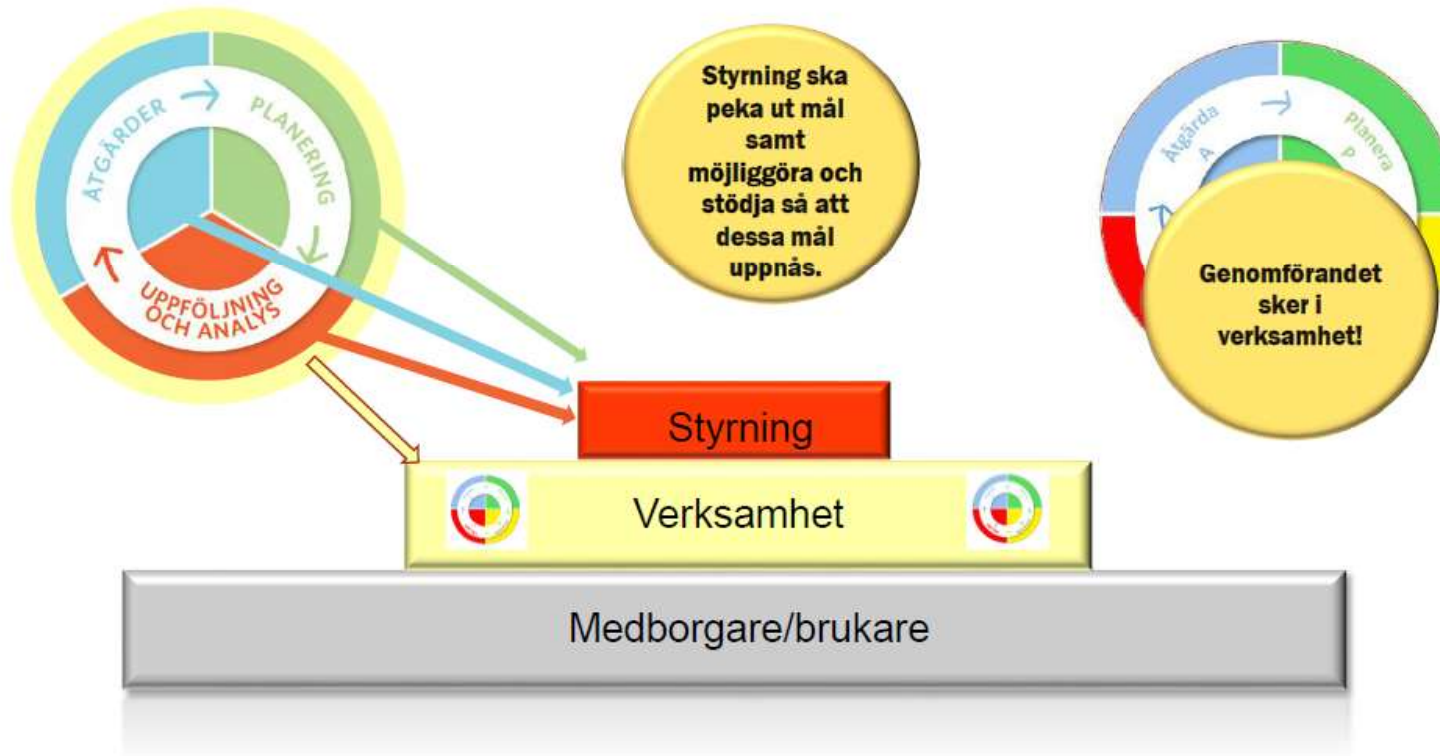 ÅTGÄRDER
PLANERING
UPPFÖLJNING
OCH ANALYS
Styrning ska
peka ut mål
samt
möjliggöra och
stödja så att
dessa mål
uppnås.
Åtgärda
A
Planera
P
Genomförandet
sker i
verksamhet!
Styrning
Verksamhet
Medborgare/brukare